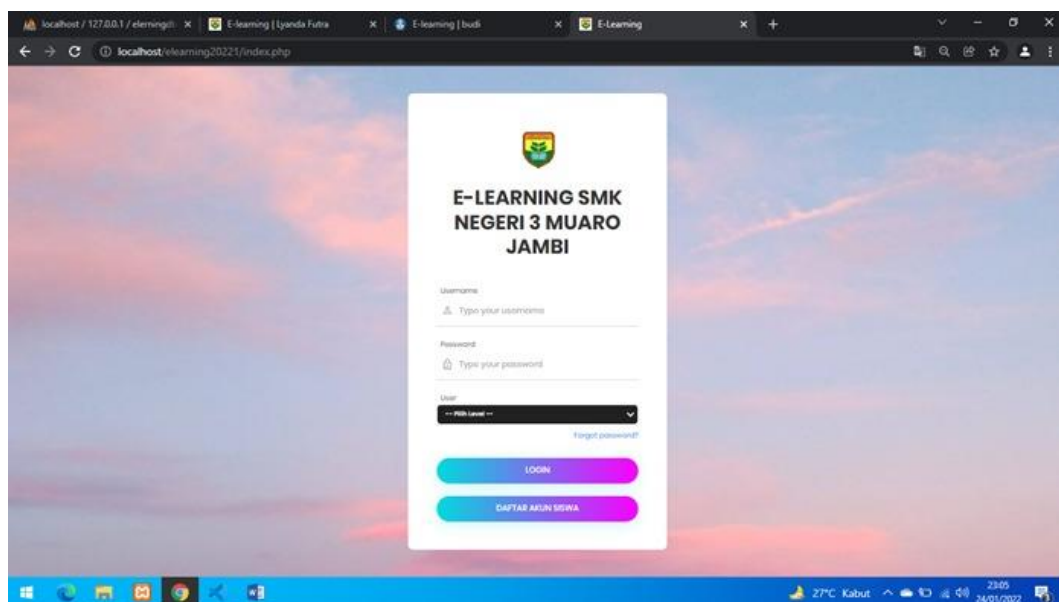 localhost / 127.0.0.1 / elerningdi
E-learning | Lyanda Futra
E-learning | budi
E-Learning
localhost/elearning20221/index.php
E-LEARNING SMK
NEGERI 3 MUARO
JAMBI
Username
Type your username
Password
Type your password
User
-- Pilih Level --
Forgot password?
LOGIN
DAFTAR AKUN SISWA
27°C Kabut
23:05
24/01/2022